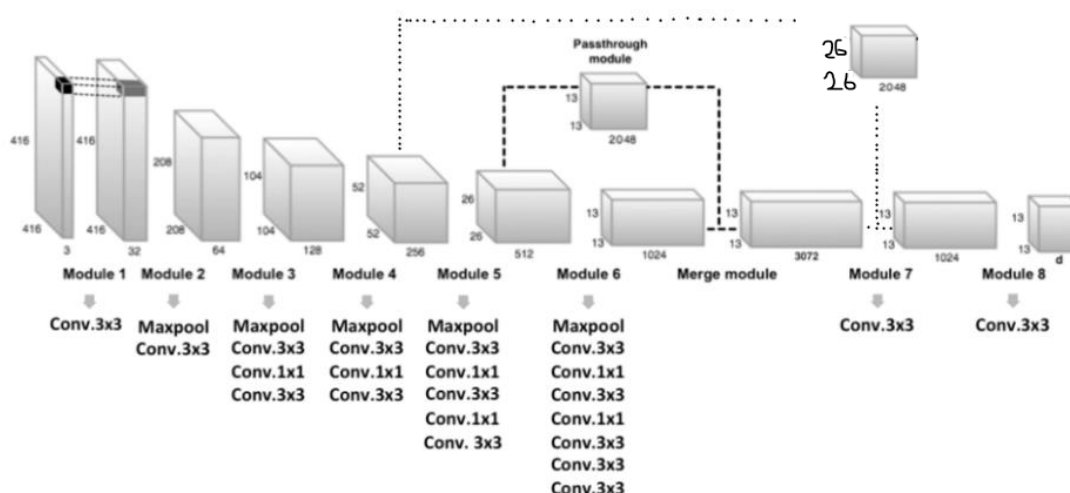 Passthrough
module
26
26
2048
13
13
2048
416
416
3
416
416
32
208
208
64
104
104
128
52
52
256
26
26
512
13
13
1024
13
13
3072
13
13
1024
13
13
d
Module 1
Module 2
Module 3
Module 4
Module 5
Module 6
Merge module
Module 7
Module 8
Conv.3x3
Maxpool
Conv.3x3
Maxpool
Conv.3x3
Conv.1x1
Conv.3x3
Maxpool
Conv.3x3
Conv.1x1
Conv.3x3
Maxpool
Conv.3x3
Conv.1x1
Conv.3x3
Conv.1x1
Conv. 3x3
Maxpool
Conv.3x3
Conv.1x1
Conv.3x3
Conv.1x1
Conv.3x3
Conv.3x3
Conv.3x3
Conv.3x3
Conv.3x3